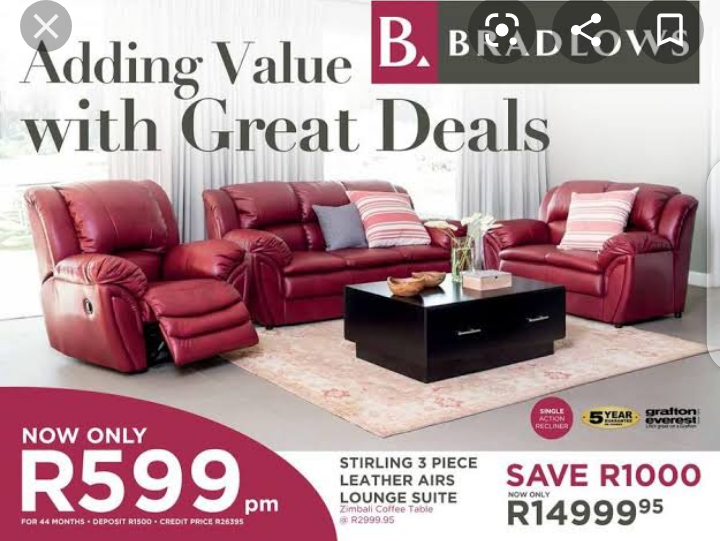 Adding Value
with Great Deals
B. BRADLOWS
SINGLE
ACTION
RECLINER
5 YEAR
GUARANTEE
grafton
everest
NOW ONLY
R599 pm
FOR 44 MONTHS • DEPOSIT R1500 • CREDIT PRICE R26395
STIRLING 3 PIECE
LEATHER AIRS
LOUNGE SUITE
Zimbali Coffee Table
@ R2999.95
SAVE R1000
NOW ONLY
R14999⁹⁵